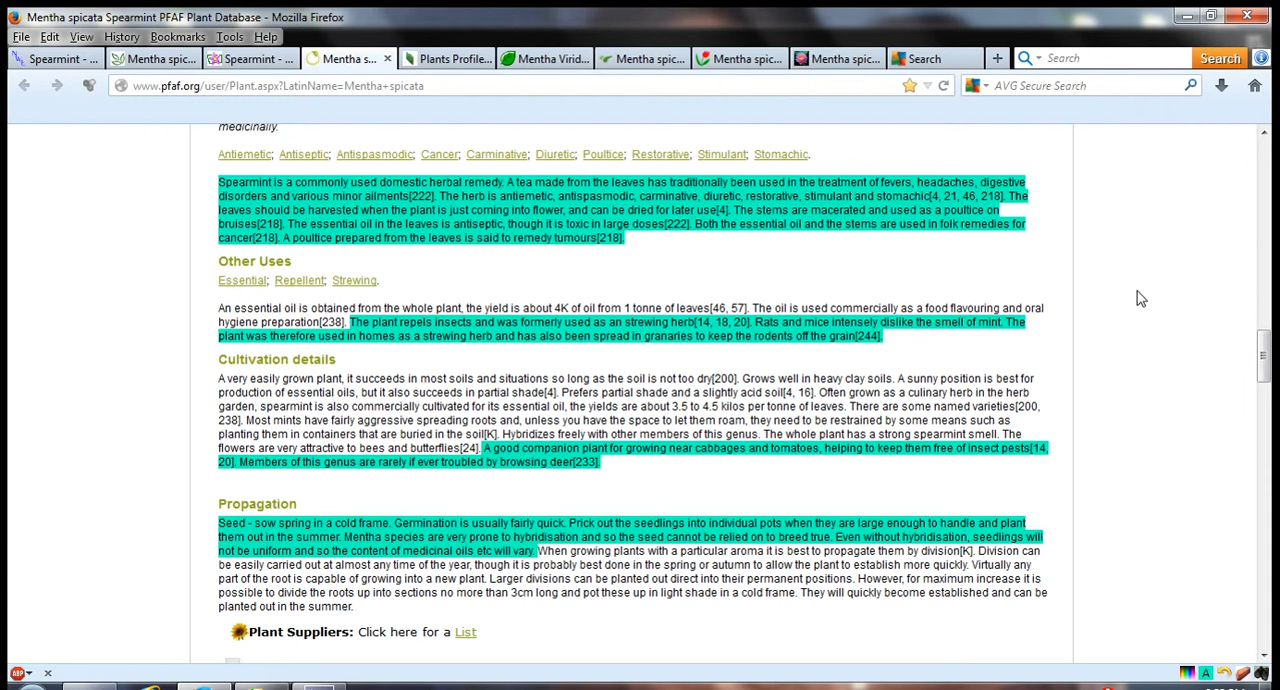 Mentha spicata Spearmint PFAF Plant Database - Mozilla Firefox
File Edit View History Bookmarks Tools Help
Spearmint - ... Mentha spic... Spearmint - ... Mentha s... Plants Profile... Mentha Virid... Mentha spic... Mentha spic... Mentha spic... Search Search Search
www.pfaf.org/user/Plant.aspx?LatinName=Mentha+spicata AVG Secure Search
medicinally.
Antiemetic; Antiseptic; Antispasmodic; Cancer; Carminative; Diuretic; Poultice; Restorative; Stimulant; Stomachic.
Spearmint is a commonly used domestic herbal remedy. A tea made from the leaves has traditionally been used in the treatment of fevers, headaches, digestive
disorders and various minor ailments[222]. The herb is antiemetic, antispasmodic, carminative, diuretic, restorative, stimulant and stomachic[4, 21, 46, 218]. The
leaves should be harvested when the plant is just coming into flower, and can be dried for later use[4]. The stems are macerated and used as a poultice on
bruises[218]. The essential oil in the leaves is antiseptic, though it is toxic in large doses[222]. Both the essential oil and the stems are used in folk remedies for
cancer[218]. A poultice prepared from the leaves is said to remedy tumours[218].
Other Uses
Essential; Repellent; Strewing.
An essential oil is obtained from the whole plant, the yield is about 4K of oil from 1 tonne of leaves[46, 57]. The oil is used commercially as a food flavouring and oral
hygiene preparation[238]. The plant repels insects and was formerly used as an strewing herb[14, 18, 20]. Rats and mice intensely dislike the smell of mint. The
plant was therefore used in homes as a strewing herb and has also been spread in granaries to keep the rodents off the grain[244].
Cultivation details
A very easily grown plant, it succeeds in most soils and situations so long as the soil is not too dry[200]. Grows well in heavy clay soils. A sunny position is best for
production of essential oils, but it also succeeds in partial shade[4]. Prefers partial shade and a slightly acid soil[4, 16]. Often grown as a culinary herb in the herb
garden, spearmint is also commercially cultivated for its essential oil, the yields are about 3.5 to 4.5 kilos per tonne of leaves. There are some named varieties[200,
238]. Most mints have fairly aggressive spreading roots and, unless you have the space to let them roam, they need to be restrained by some means such as
planting them in containers that are buried in the soil[K]. Hybridizes freely with other members of this genus. The whole plant has a strong spearmint smell. The
flowers are very attractive to bees and butterflies[24]. A good companion plant for growing near cabbages and tomatoes, helping to keep them free of insect pests[14,
20]. Members of this genus are rarely if ever troubled by browsing deer[233].
Propagation
Seed - sow spring in a cold frame. Germination is usually fairly quick. Prick out the seedlings into individual pots when they are large enough to handle and plant
them out in the summer. Mentha species are very prone to hybridisation and so the seed cannot be relied on to breed true. Even without hybridisation, seedlings will
not be uniform and so the content of medicinal oils etc will vary. When growing plants with a particular aroma it is best to propagate them by division[K]. Division can
be easily carried out at almost any time of the year, though it is probably best done in the spring or autumn to allow the plant to establish more quickly. Virtually any
part of the root is capable of growing into a new plant. Larger divisions can be planted out direct into their permanent positions. However, for maximum increase it is
possible to divide the roots up into sections no more than 3cm long and pot these up in light shade in a cold frame. They will quickly become established and can be
planted out in the summer.
Plant Suppliers: Click here for a List
ABP A